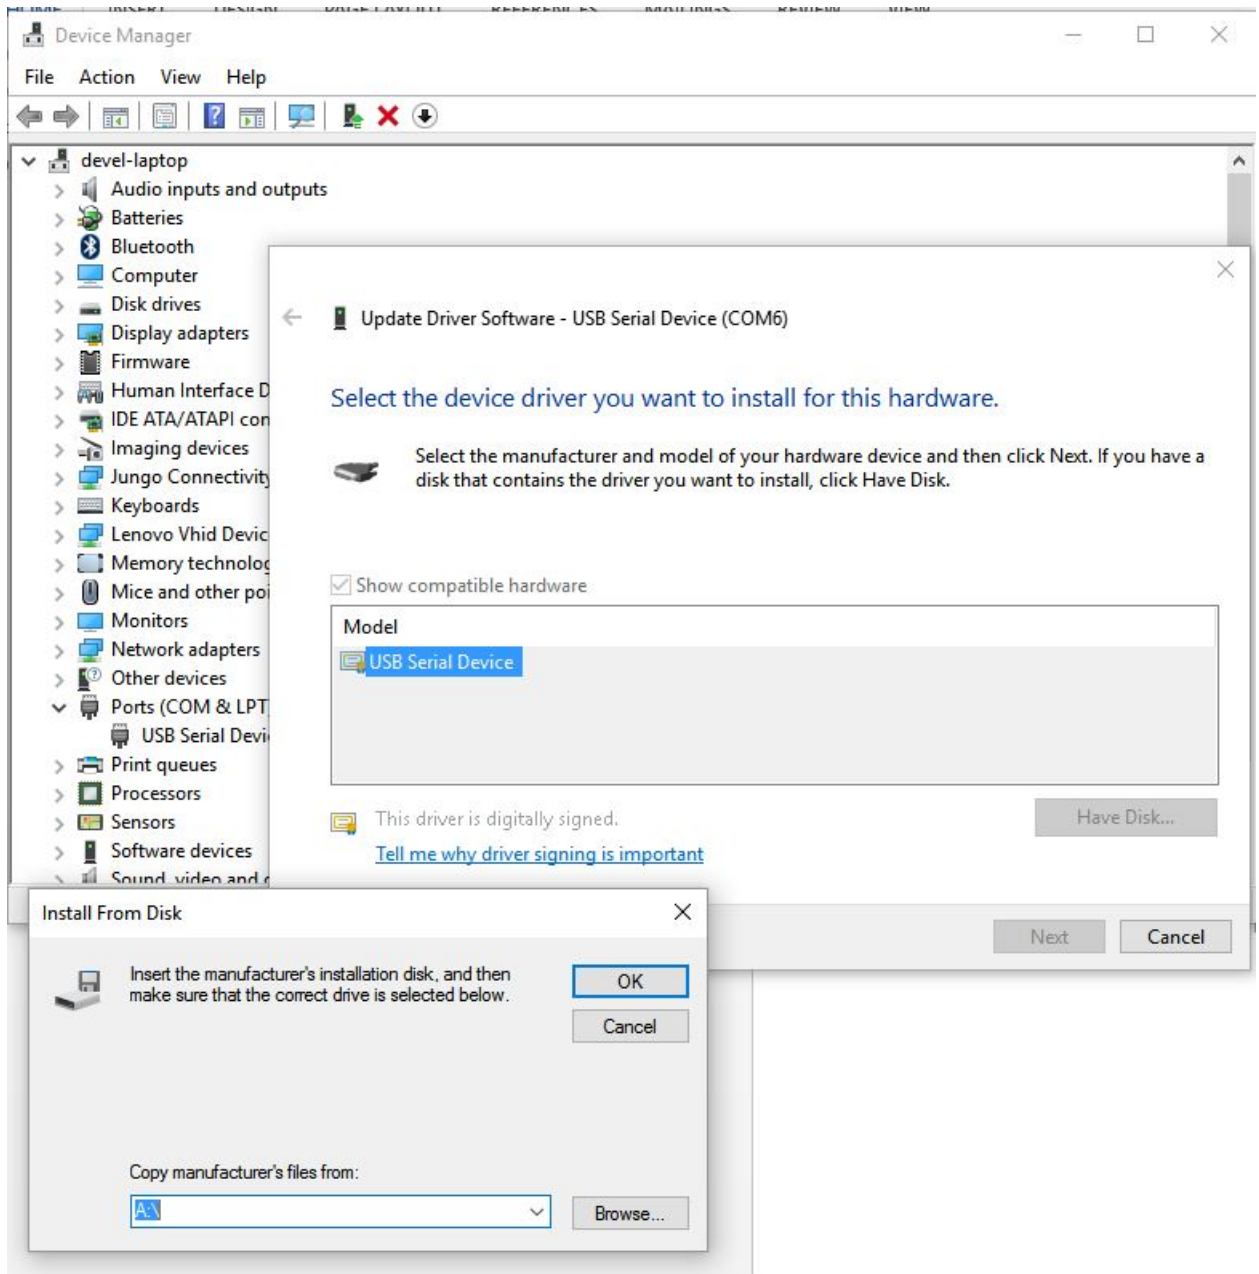 Device Manager
File Action View Help
devel-laptop
Audio inputs and outputs
Batteries
Bluetooth
Computer
Disk drives
Display adapters
Firmware
Human Interface D
IDE ATA/ATAPI con
Imaging devices
Jungo Connectivity
Keyboards
Lenovo Vhid Devic
Memory technolog
Mice and other poi
Monitors
Network adapters
Other devices
Ports (COM & LPT
USB Serial Devi
Print queues
Processors
Sensors
Software devices
Sound, video and
Update Driver Software - USB Serial Device (COM6)
Select the device driver you want to install for this hardware.
Select the manufacturer and model of your hardware device and then click Next. If you have a
disk that contains the driver you want to install, click Have Disk.
Show compatible hardware
Model
USB Serial Device
This driver is digitally signed.
Have Disk...
Tell me why driver signing is important
Next Cancel
Install From Disk
Insert the manufacturer's installation disk, and then
make sure that the correct drive is selected below.
OK
Cancel
Copy manufacturer's files from:
A:\
Browse...